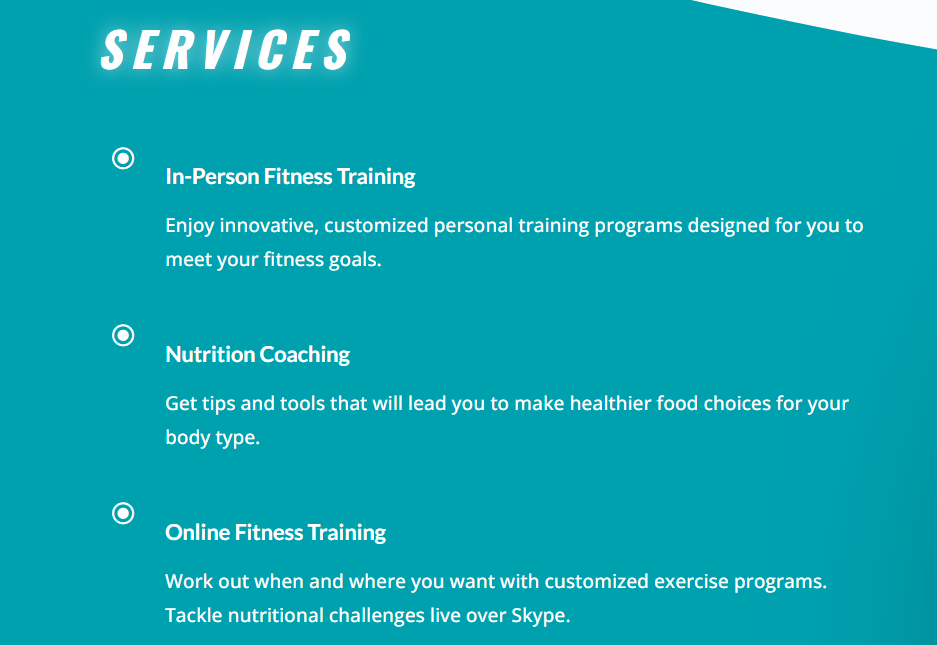 SERVICES
In-Person Fitness Training
Enjoy innovative, customized personal training programs designed for you to
meet your fitness goals.
Nutrition Coaching
Get tips and tools that will lead you to make healthier food choices for your
body type.
Online Fitness Training
Work out when and where you want with customized exercise programs.
Tackle nutritional challenges live over Skype.